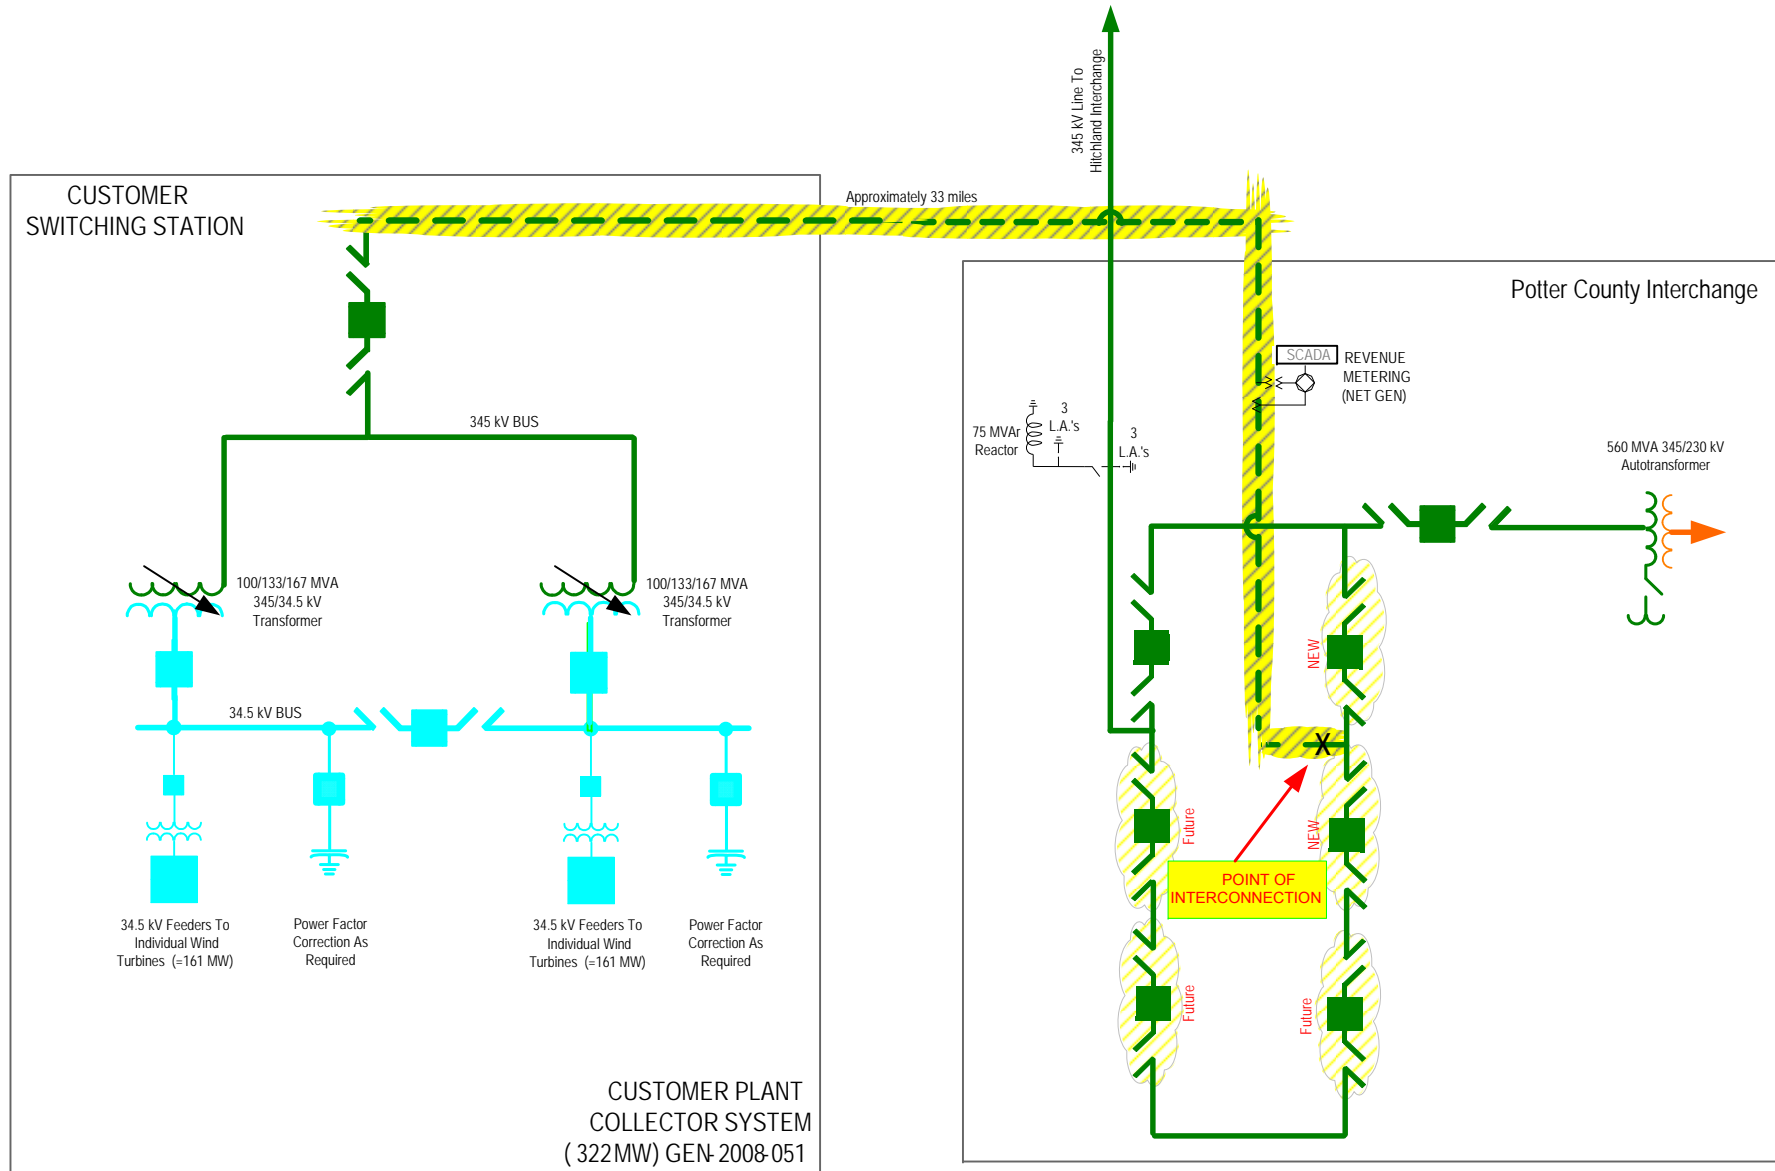 345 kV Line To
Hitchland Interchange
CUSTOMER
SWITCHING STATION
Approximately 33 miles
Potter County Interchange
SCADA
REVENUE
METERING
(NET GEN)
3
L.A.'s
75 MVAr
Reactor
3
L.A.'s
345 kV BUS
560 MVA 345/230 kV
Autotransformer
100/133/167 MVA
345/34.5 kV
Transformer
100/133/167 MVA
345/34.5 kV
Transformer
NEW
34.5 kV BUS
X
Future
NEW
POINT OF
INTERCONNECTION
34.5 kV Feeders To
Individual Wind
Turbines (=161 MW)
Power Factor
Correction As
Required
34.5 kV Feeders To
Individual Wind
Turbines (=161 MW)
Power Factor
Correction As
Required
Future
Future
CUSTOMER PLANT
COLLECTOR SYSTEM
( 322MW) GEN-2008-051